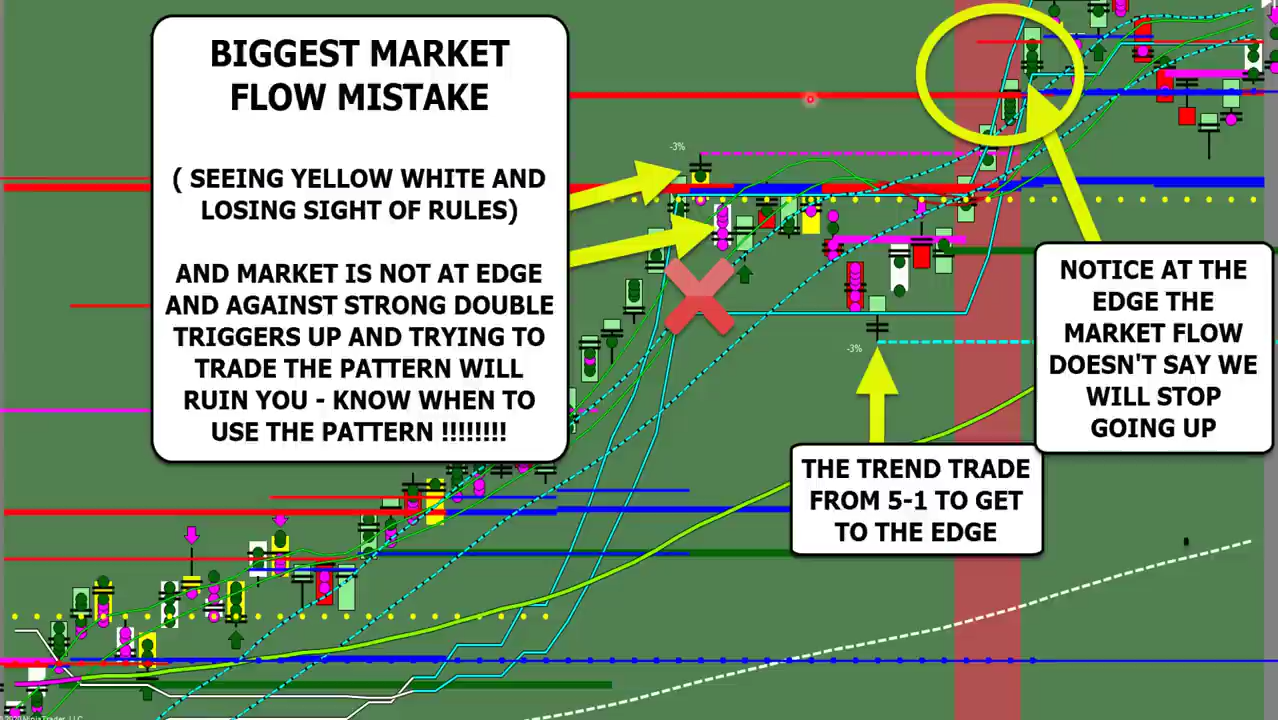 BIGGEST MARKET
FLOW MISTAKE
( SEEING YELLOW WHITE AND
LOSING SIGHT OF RULES)
AND MARKET IS NOT AT EDGE
AND AGAINST STRONG DOUBLE
TRIGGERS UP AND TRYING TO
TRADE THE PATTERN WILL
RUIN YOU - KNOW WHEN TO
USE THE PATTERN !!!!!!!!
-3%
NOTICE AT THE
EDGE THE
MARKET FLOW
DOESN'T SAY WE
WILL STOP
GOING UP
-3%
THE TREND TRADE
FROM 5-1 TO GET
TO THE EDGE
© 2020 NinjaTrader, LLC